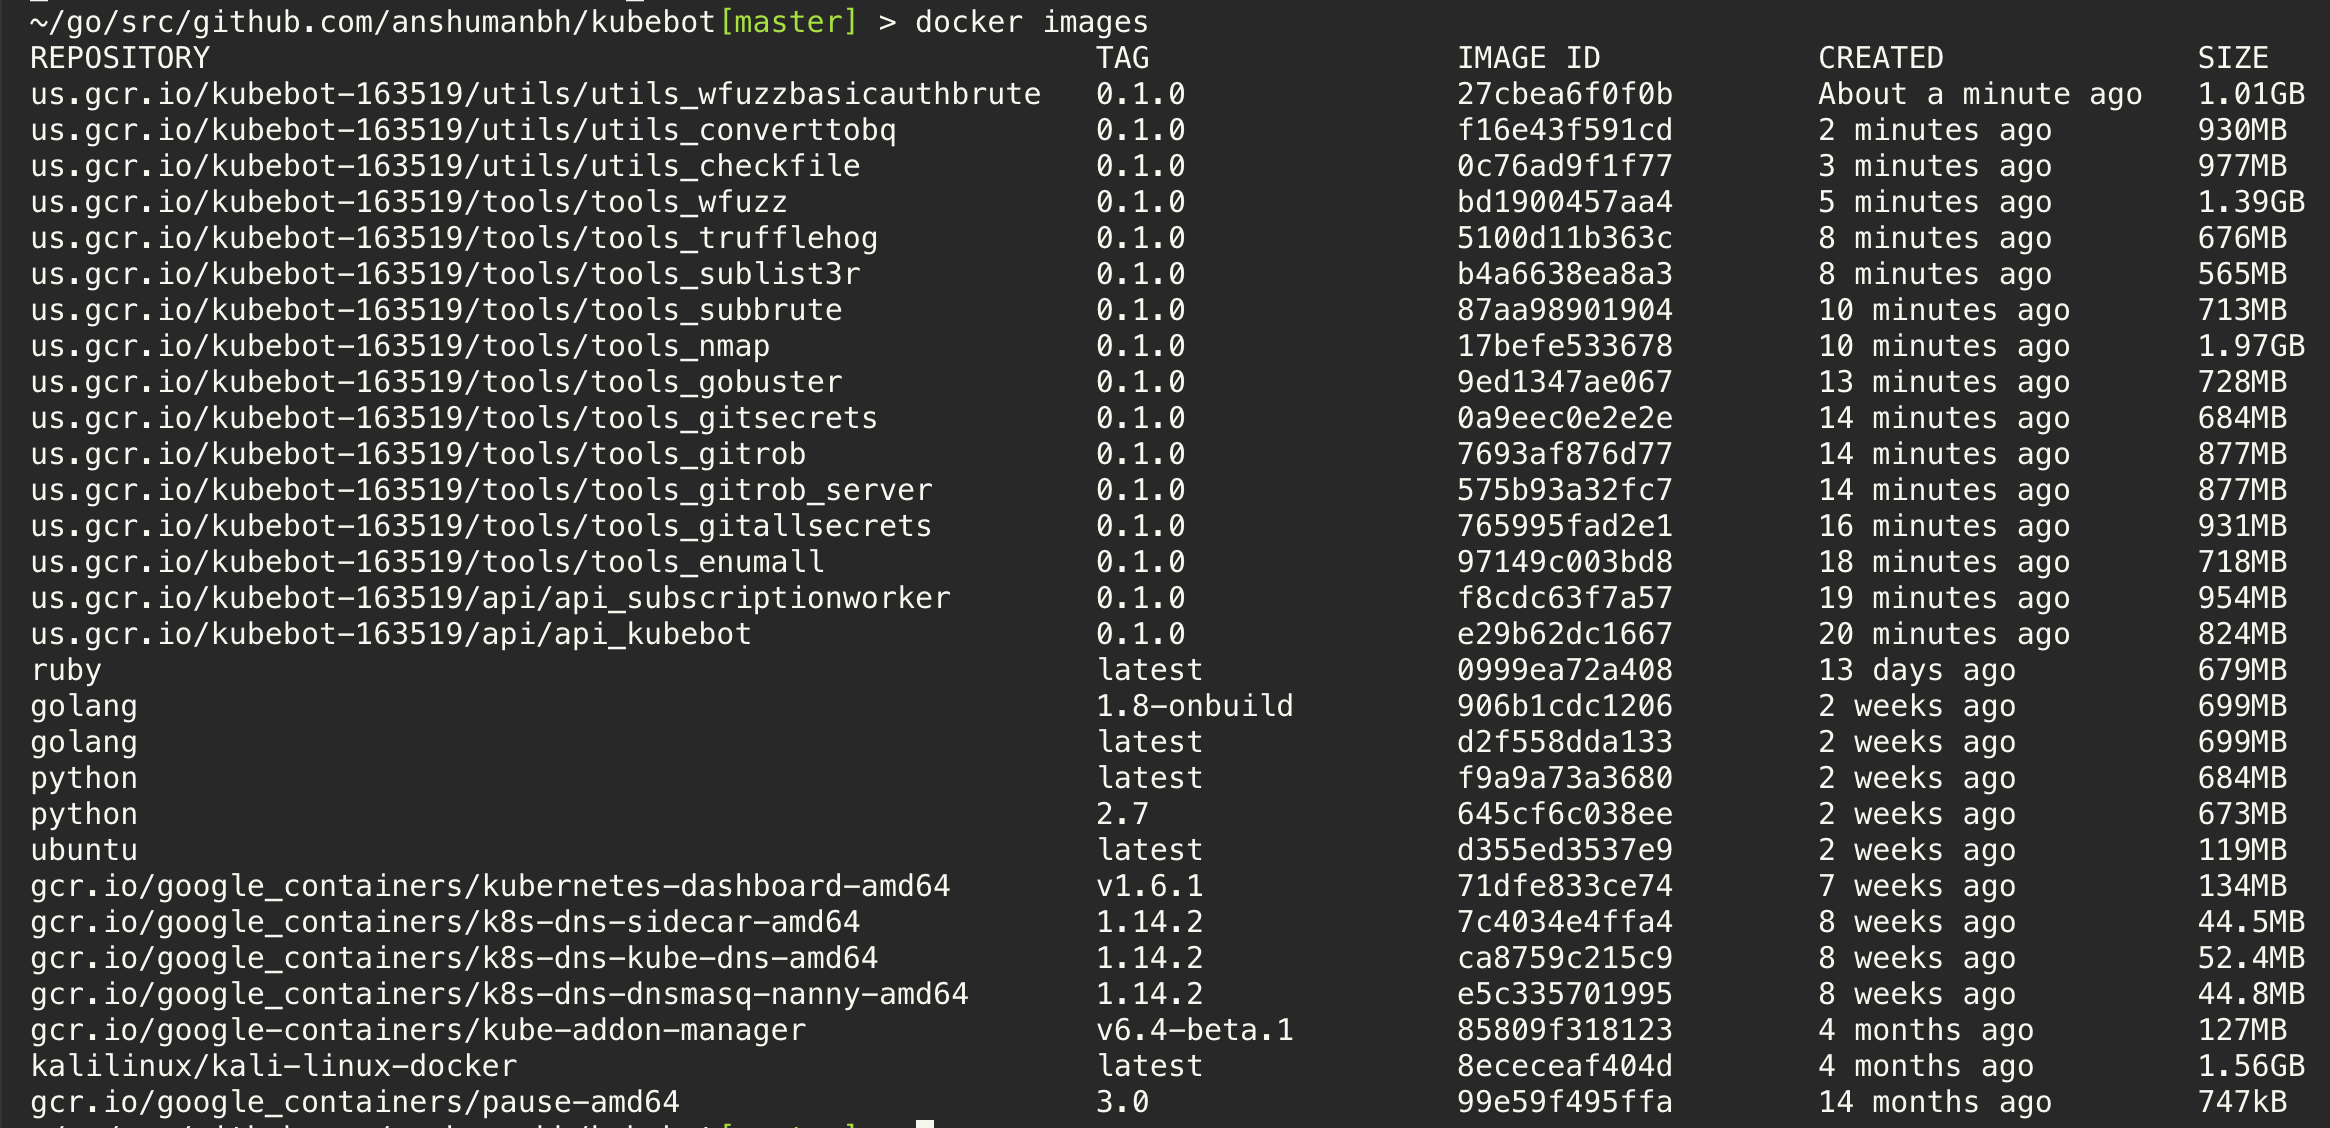 ~/go/src/github.com/anshumanbh/kubebot[master] > docker images
REPOSITORY TAG IMAGE ID CREATED SIZE
us.gcr.io/kubebot-163519/utils/utils_wfuzzbasicauthbrute 0.1.0 27cbea6f0f0b About a minute ago 1.01GB
us.gcr.io/kubebot-163519/utils/utils_converttobq 0.1.0 f16e43f591cd 2 minutes ago 930MB
us.gcr.io/kubebot-163519/utils/utils_checkfile 0.1.0 0c76ad9f1f77 3 minutes ago 977MB
us.gcr.io/kubebot-163519/tools/tools_wfuzz 0.1.0 bd1900457aa4 5 minutes ago 1.39GB
us.gcr.io/kubebot-163519/tools/tools_trufflehog 0.1.0 5100d11b363c 8 minutes ago 676MB
us.gcr.io/kubebot-163519/tools/tools_sublist3r 0.1.0 b4a6638ea8a3 8 minutes ago 565MB
us.gcr.io/kubebot-163519/tools/tools_subbrute 0.1.0 87aa98901904 10 minutes ago 713MB
us.gcr.io/kubebot-163519/tools/tools_nmap 0.1.0 17befe533678 10 minutes ago 1.97GB
us.gcr.io/kubebot-163519/tools/tools_gobuster 0.1.0 9ed1347ae067 13 minutes ago 728MB
us.gcr.io/kubebot-163519/tools/tools_gitsecrets 0.1.0 0a9eec0e2e2e 14 minutes ago 684MB
us.gcr.io/kubebot-163519/tools/tools_gitrob 0.1.0 7693af876d77 14 minutes ago 877MB
us.gcr.io/kubebot-163519/tools/tools_gitrob_server 0.1.0 575b93a32fc7 14 minutes ago 877MB
us.gcr.io/kubebot-163519/tools/tools_gitallsecrets 0.1.0 765995fad2e1 16 minutes ago 931MB
us.gcr.io/kubebot-163519/tools/tools_enumall 0.1.0 97149c003bd8 18 minutes ago 718MB
us.gcr.io/kubebot-163519/api/api_subscriptionworker 0.1.0 f8cdc63f7a57 19 minutes ago 954MB
us.gcr.io/kubebot-163519/api/api_kubebot 0.1.0 e29b62dc1667 20 minutes ago 824MB
ruby latest 0999ea72a408 13 days ago 679MB
golang 1.8-onbuild 906b1cdc1206 2 weeks ago 699MB
golang latest d2f558dda133 2 weeks ago 699MB
python latest f9a9a73a3680 2 weeks ago 684MB
python 2.7 645cf6c038ee 2 weeks ago 673MB
ubuntu latest d355ed3537e9 2 weeks ago 119MB
gcr.io/google_containers/kubernetes-dashboard-amd64 v1.6.1 71dfe833ce74 7 weeks ago 134MB
gcr.io/google_containers/k8s-dns-sidecar-amd64 1.14.2 7c4034e4ffa4 8 weeks ago 44.5MB
gcr.io/google_containers/k8s-dns-kube-dns-amd64 1.14.2 ca8759c215c9 8 weeks ago 52.4MB
gcr.io/google_containers/k8s-dns-dnsmasq-nanny-amd64 1.14.2 e5c335701995 8 weeks ago 44.8MB
gcr.io/google-containers/kube-addon-manager v6.4-beta.1 85809f318123 4 months ago 127MB
kalilinux/kali-linux-docker latest 8ececeaf404d 4 months ago 1.56GB
gcr.io/google_containers/pause-amd64 3.0 99e59f495ffa 14 months ago 747kB